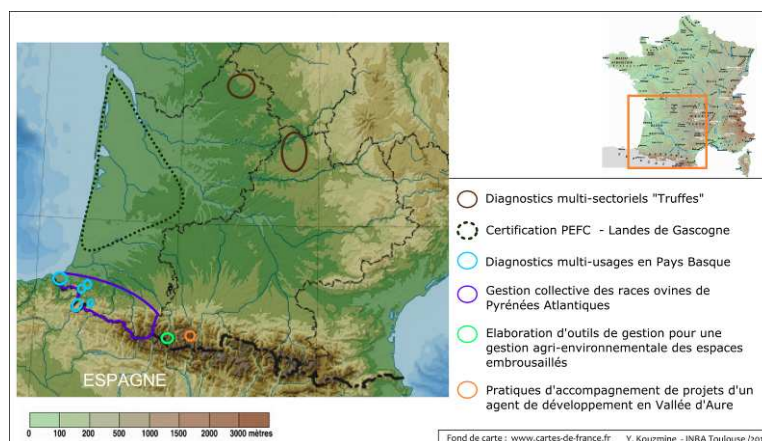 Diagnostics multi-sectoriels "Truffes"
Certification PEFC - Landes de Gascogne
Diagnostics multi-usages en Pays Basque
Gestion collective des races ovines de
Pyrénées Atlantiques
Elaboration d'outils de gestion pour une
gestion agri-environnementale des espaces
embroussaillés
Pratiques d'accompagnement de projets d'un
agent de développement en Vallée d'Aure
ESPAGNE
0 100 200 500 1000 1500 2000 3000 mètres
Fond de carte : www.cartes-de-france.fr Y. Kouzmine - INRA Toulouse